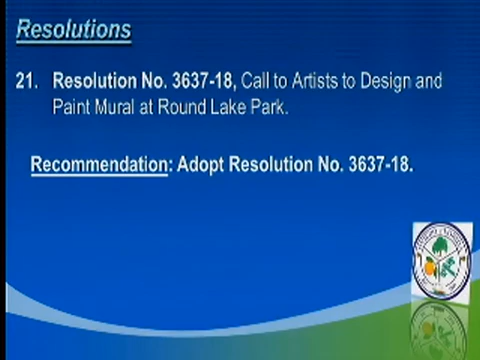 Resolutions
21. Resolution No. 3637-18, Call to Artists to Design and
Paint Mural at Round Lake Park.
Recommendation: Adopt Resolution No. 3637-18.